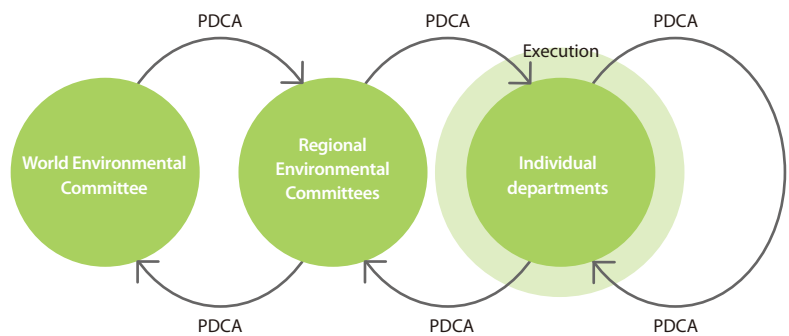 PDCA
PDCA
PDCA
Execution
World Environmental
Committee
Regional
Environmental
Committees
Individual
departments
PDCA
PDCA
PDCA